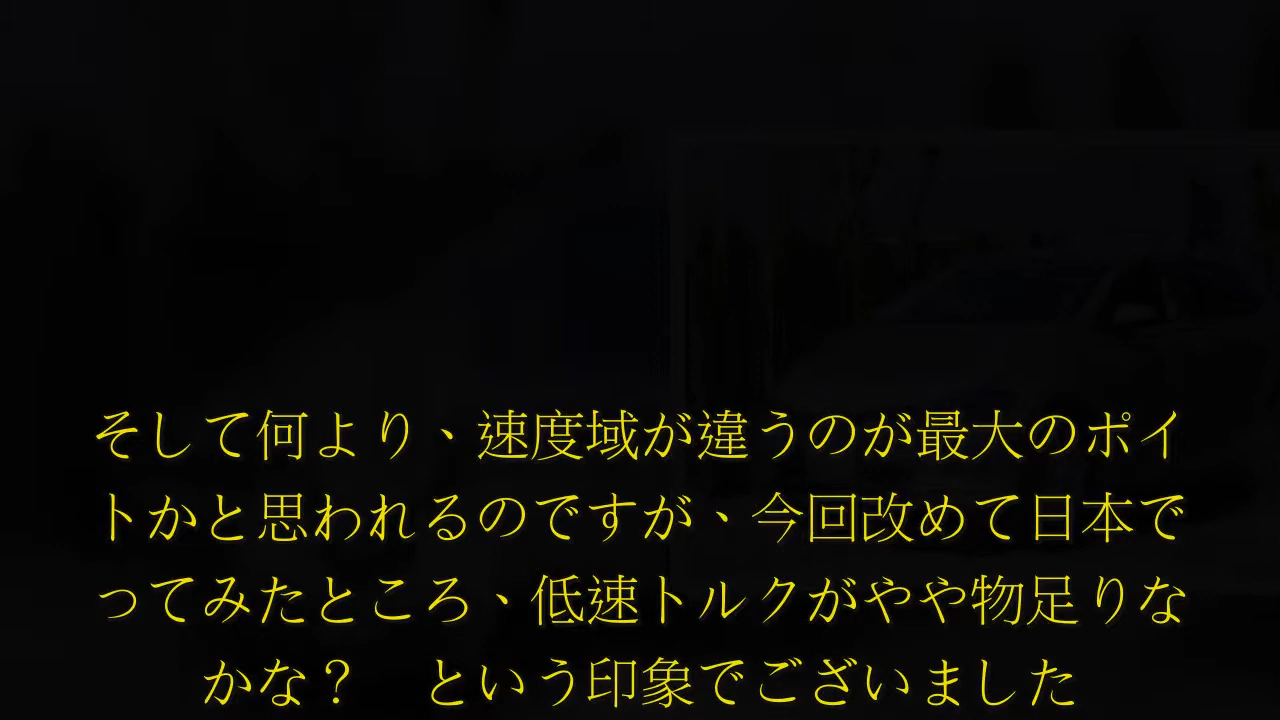 そして何より、速度域が違うのが最大のポイ
トかと思われるのですが、今回改めて日本で
ってみたところ、低速トルクがやや物足りな
かな？　という印象でございました